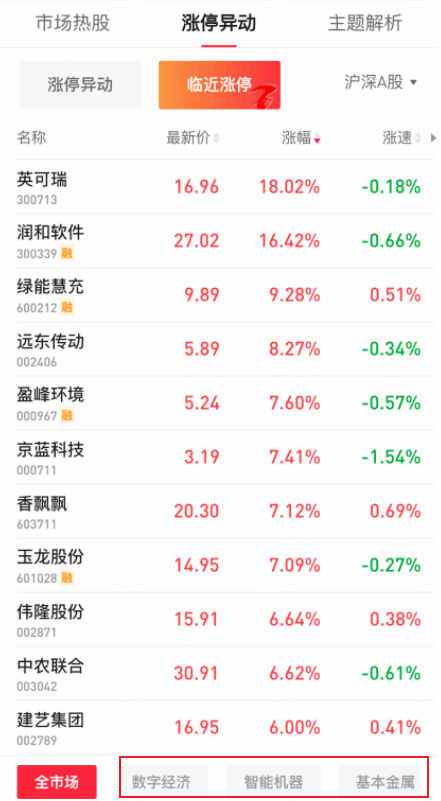 市场热股 涨停异动 主题解析
涨停异动 临近涨停 沪深A股
名称 最新价 涨幅 涨速
英可瑞 16.96 18.02% -0.18%
300713
润和软件 27.02 16.42% -0.66%
300339 融
绿能慧充 9.89 9.28% 0.51%
600212 融
远东传动 5.89 8.27% -0.34%
002406
盈峰环境 5.24 7.60% -0.57%
000967 融
京蓝科技 3.19 7.41% -1.54%
000711
香飘飘 20.30 7.12% 0.69%
603711
玉龙股份 14.95 7.09% -0.27%
601028 融
伟隆股份 15.91 6.64% 0.38%
002871
中农联合 30.91 6.62% -0.61%
003042
建艺集团 16.95 6.00% 0.41%
002789
全市场 数字经济 智能机器 基本金属